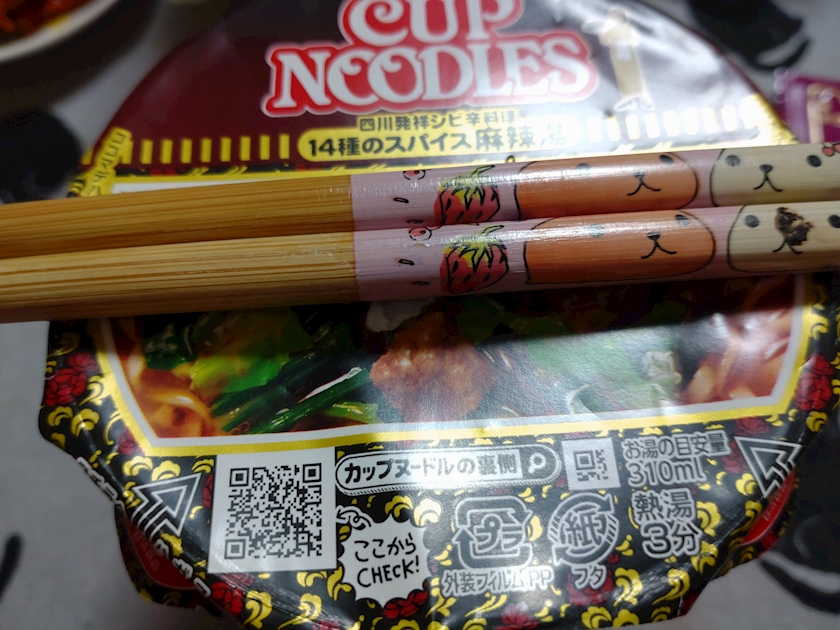 CUP
NOODLES
四川発祥シビ辛料理
14種のスパイス麻辣湯
カップヌードルの裏側
お湯の目安量
310ml
熱湯
3分
ここから
CHECK!
プラ
外装フィルムPP
紙
フタ